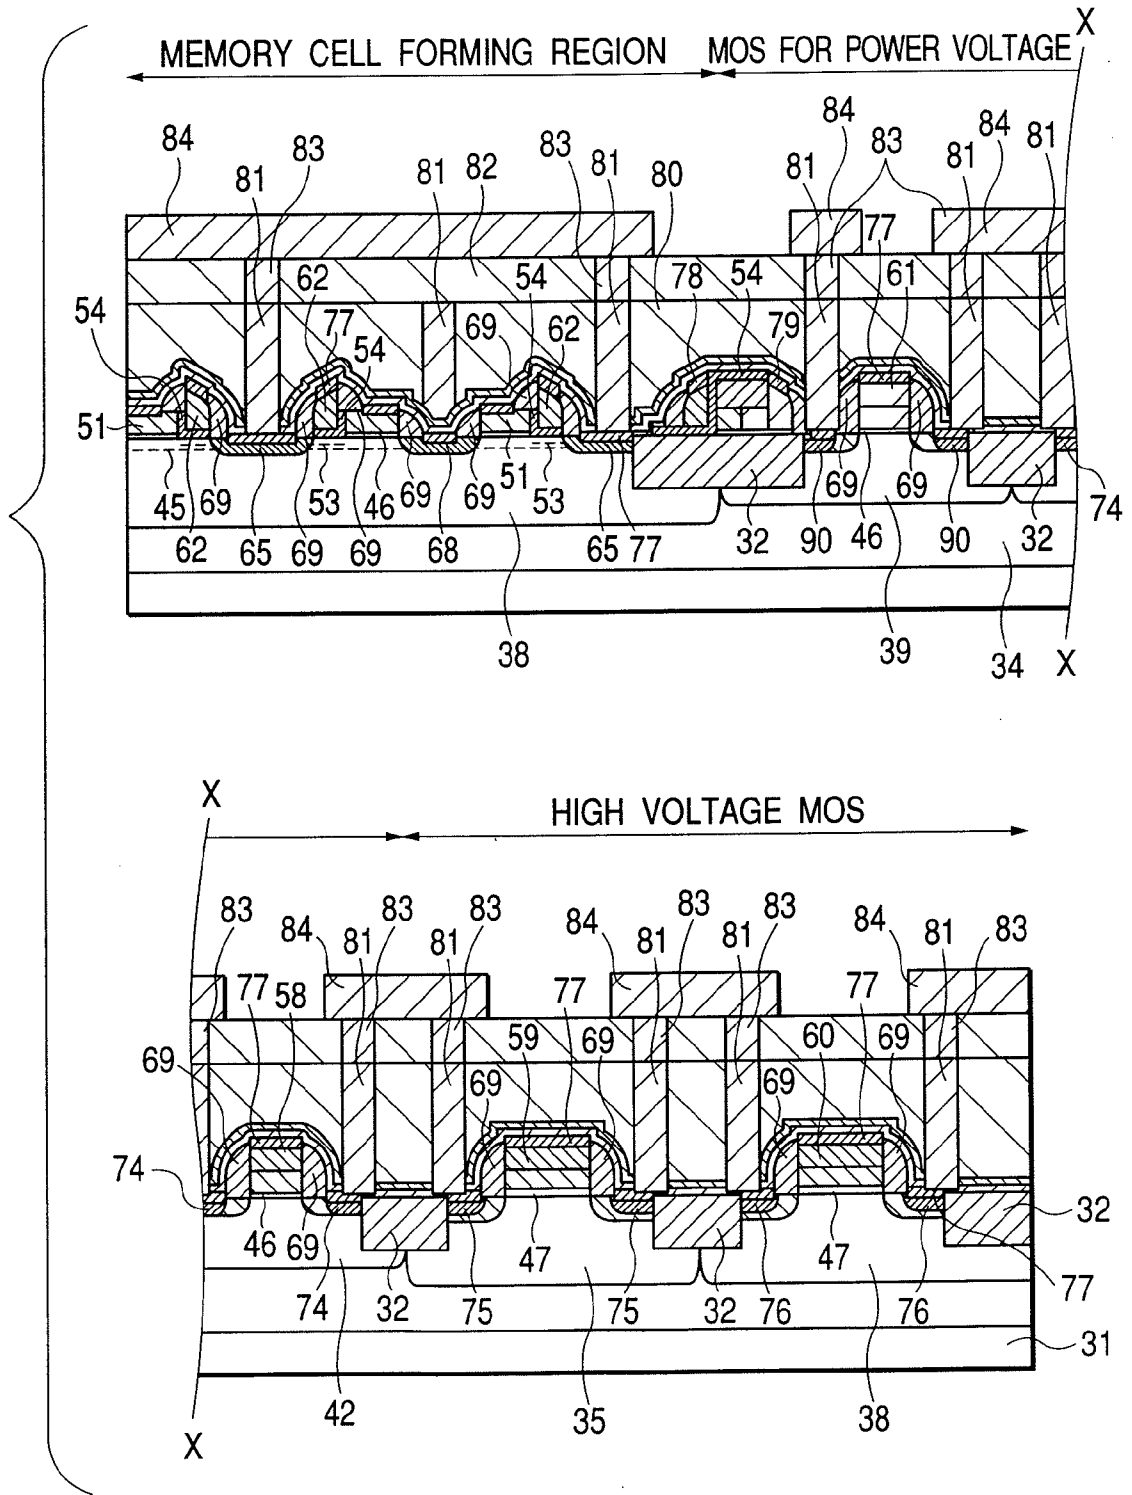 X
MEMORY CELL FORMING REGION MOS FOR POWER VOLTAGE
84 83 84 83 84 81
81 81 82 83 81 80 81 81
62 54 78 54 77 61
54 77 54 69 62 79
51
45 69 53 46 69 69 51 53 32 69 69 74
62 65 69 69 68 65 77 90 46 90 32
38 39 34
X
X
HIGH VOLTAGE MOS
83 84 81 83 81 83 84 81 83 81 83 84 81 83
77 58 59 77 69 60 77 69
69 69 69
74
46 69 47 47 32
74 32 75 75 32 76 76 77
31
42 35 38
X